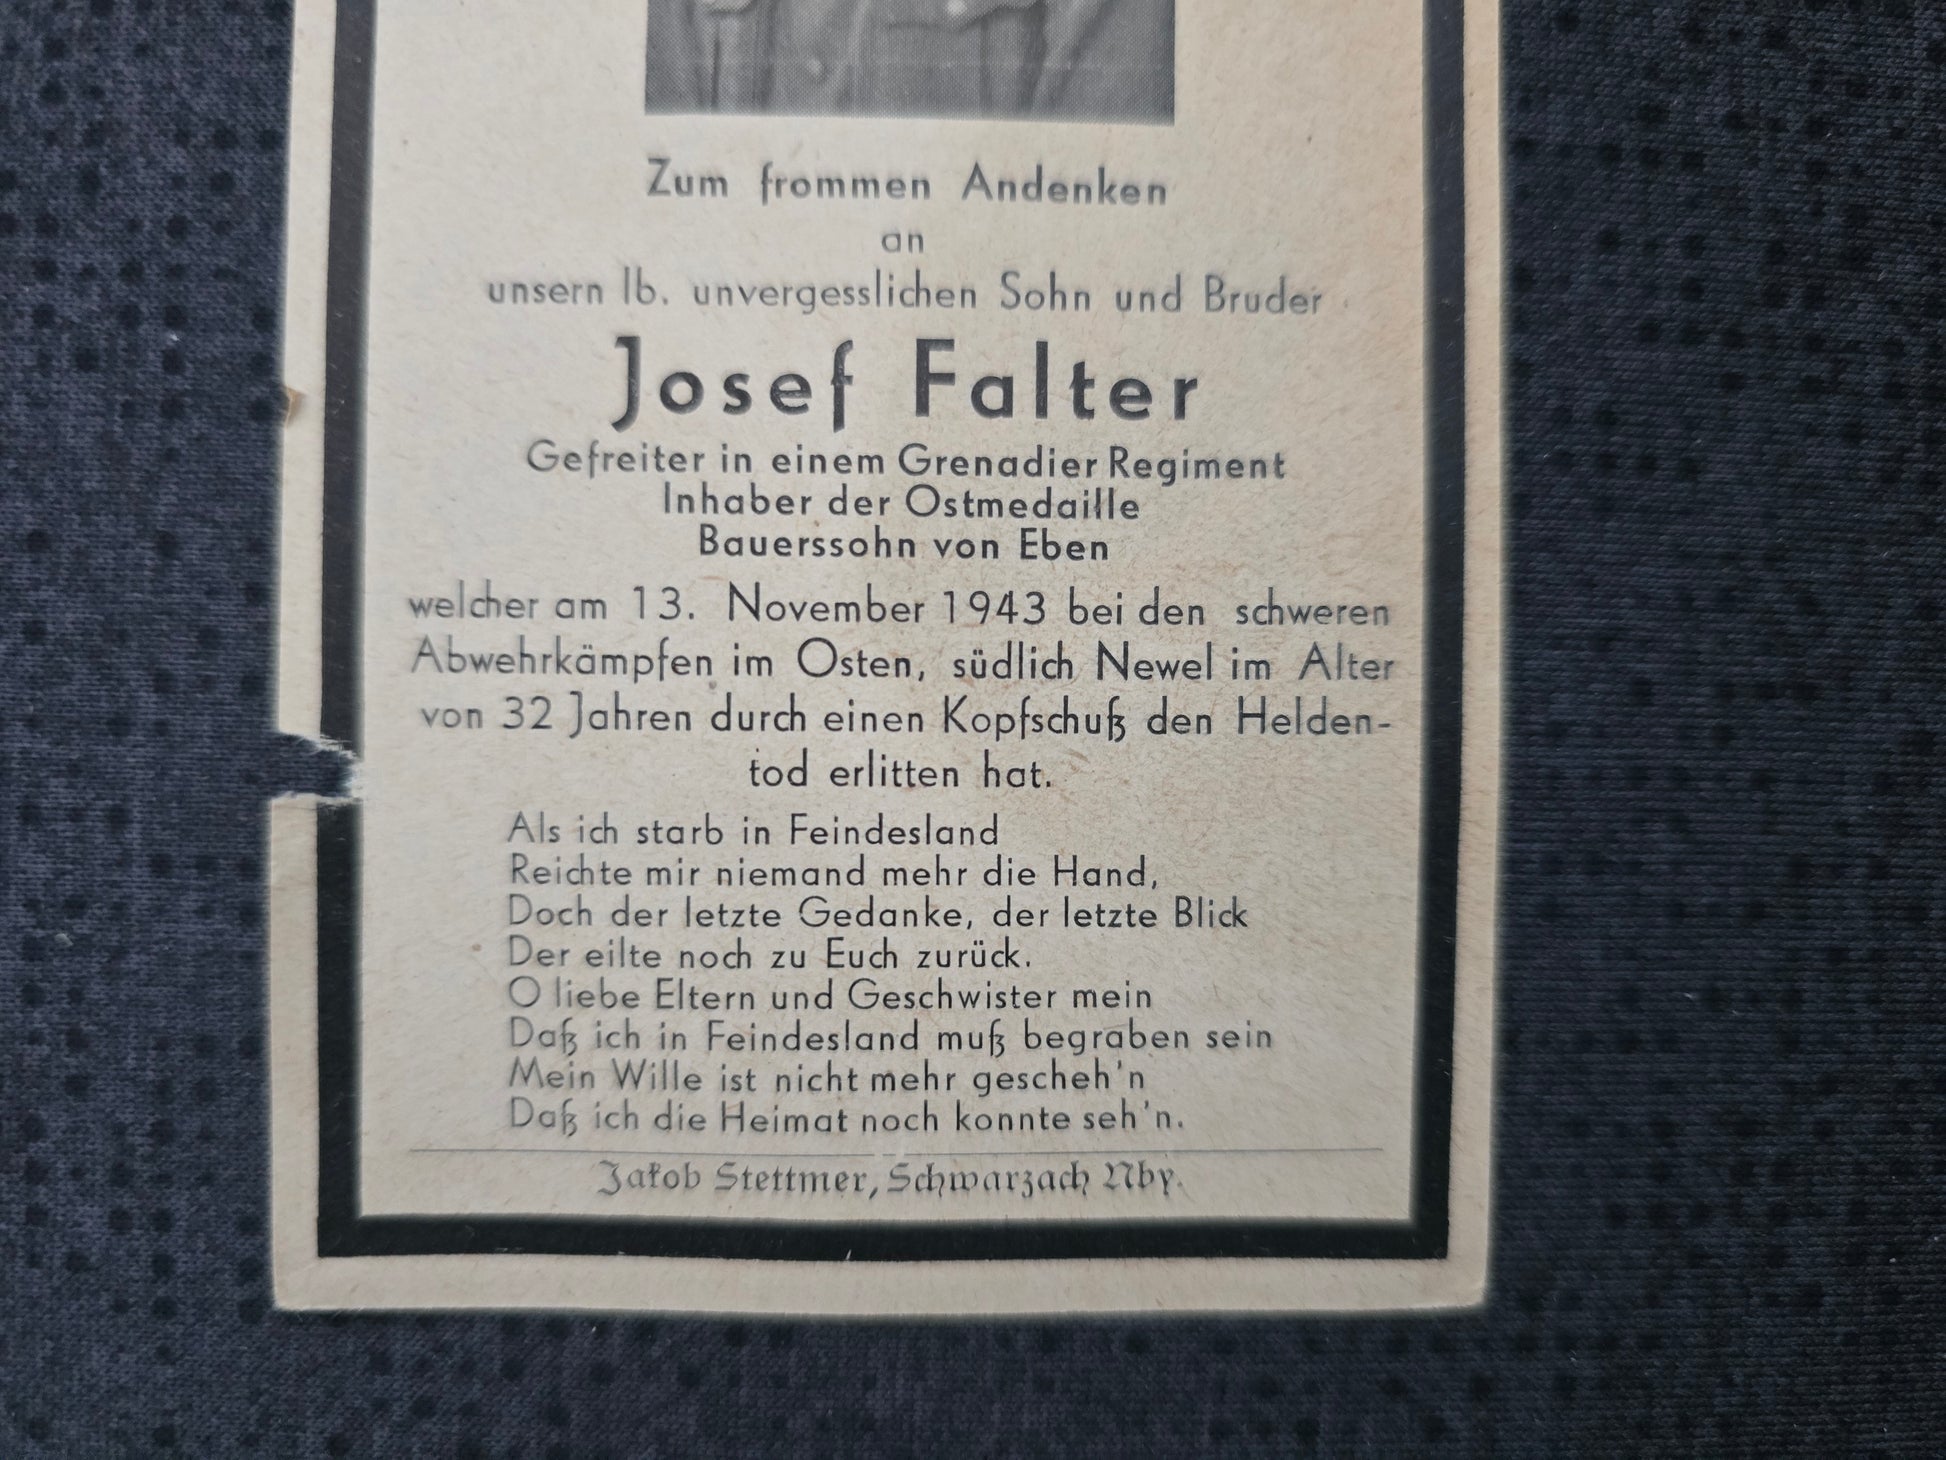 Zum frommen Andenken
an
unsern lb. unvergesslichen Sohn und Bruder
Josef Falter
Gefreiter in einem Grenadier Regiment
Inhaber der Ostmedaille
Bauerssohn von Eben
welcher am 13. November 1943 bei den schweren
Abwehrkämpfen im Osten, südlich Newel im Alter
von 32 Jahren durch einen Kopfschuß den Helden-
tod erlitten hat.
Als ich starb in Feindesland
Reichte mir niemand mehr die Hand,
Doch der letzte Gedanke, der letzte Blick
Der eilte noch zu Euch zurück.
O liebe Eltern und Geschwister mein
Daß ich in Feindesland muß begraben sein
Mein Wille ist nicht mehr gescheh'n
Daß ich die Heimat noch konnte seh'n.
Jakob Stettmer, Schwarzach Nby.